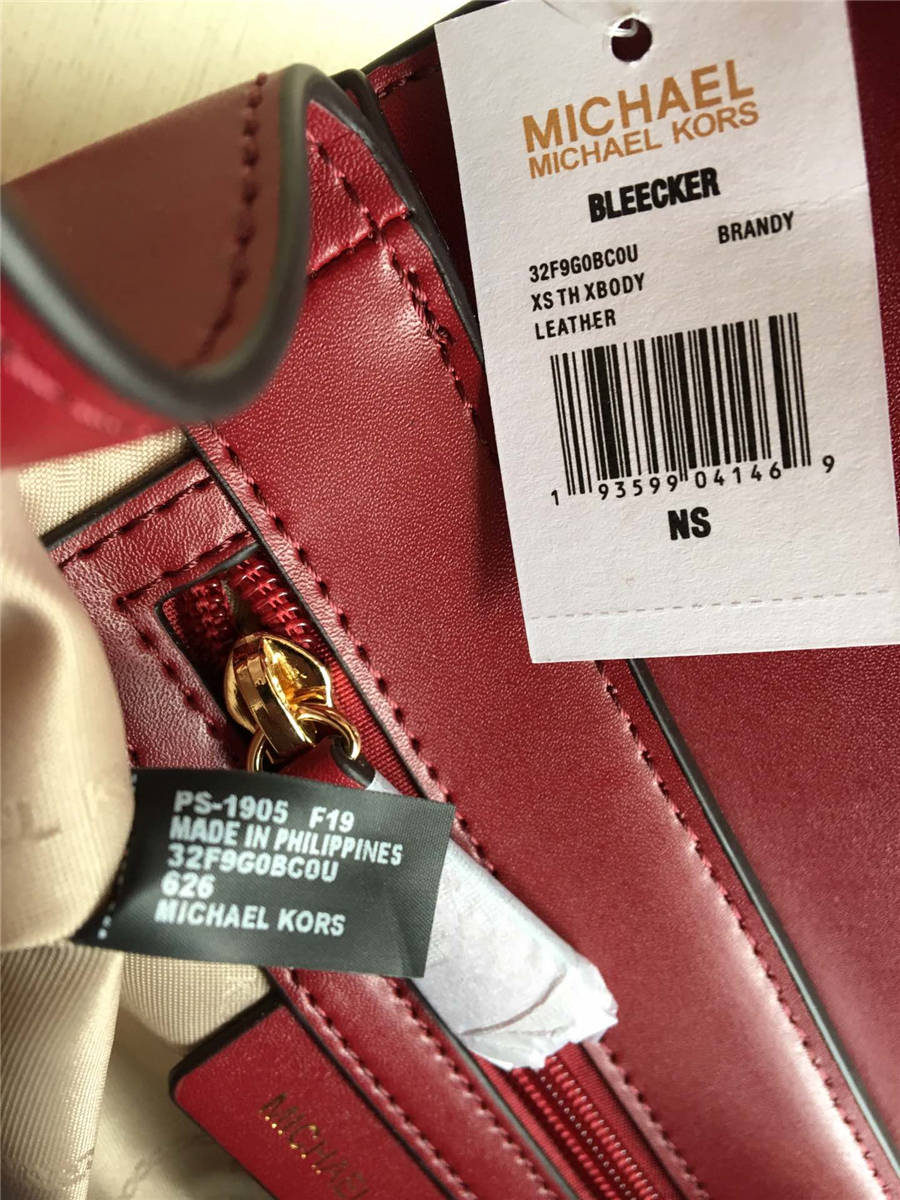 MICHAEL
MICHAEL KORS
BLEECKER
32F9G0BC0U BRANDY
XS TH XBODY
LEATHER
1 93599 04146 9
NS
PS-1905 F19
MADE IN PHILIPPINES
32F9G0BC0U
626
MICHAEL KORS
MICHAEL